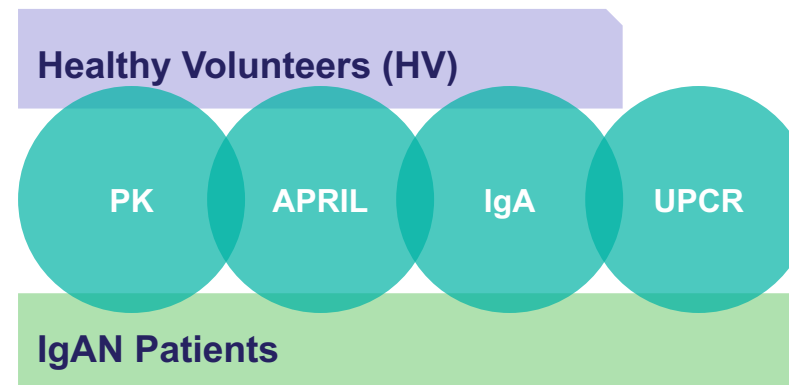 Healthy Volunteers (HV)
PK APRIL IgA UPCR
IgAN Patients